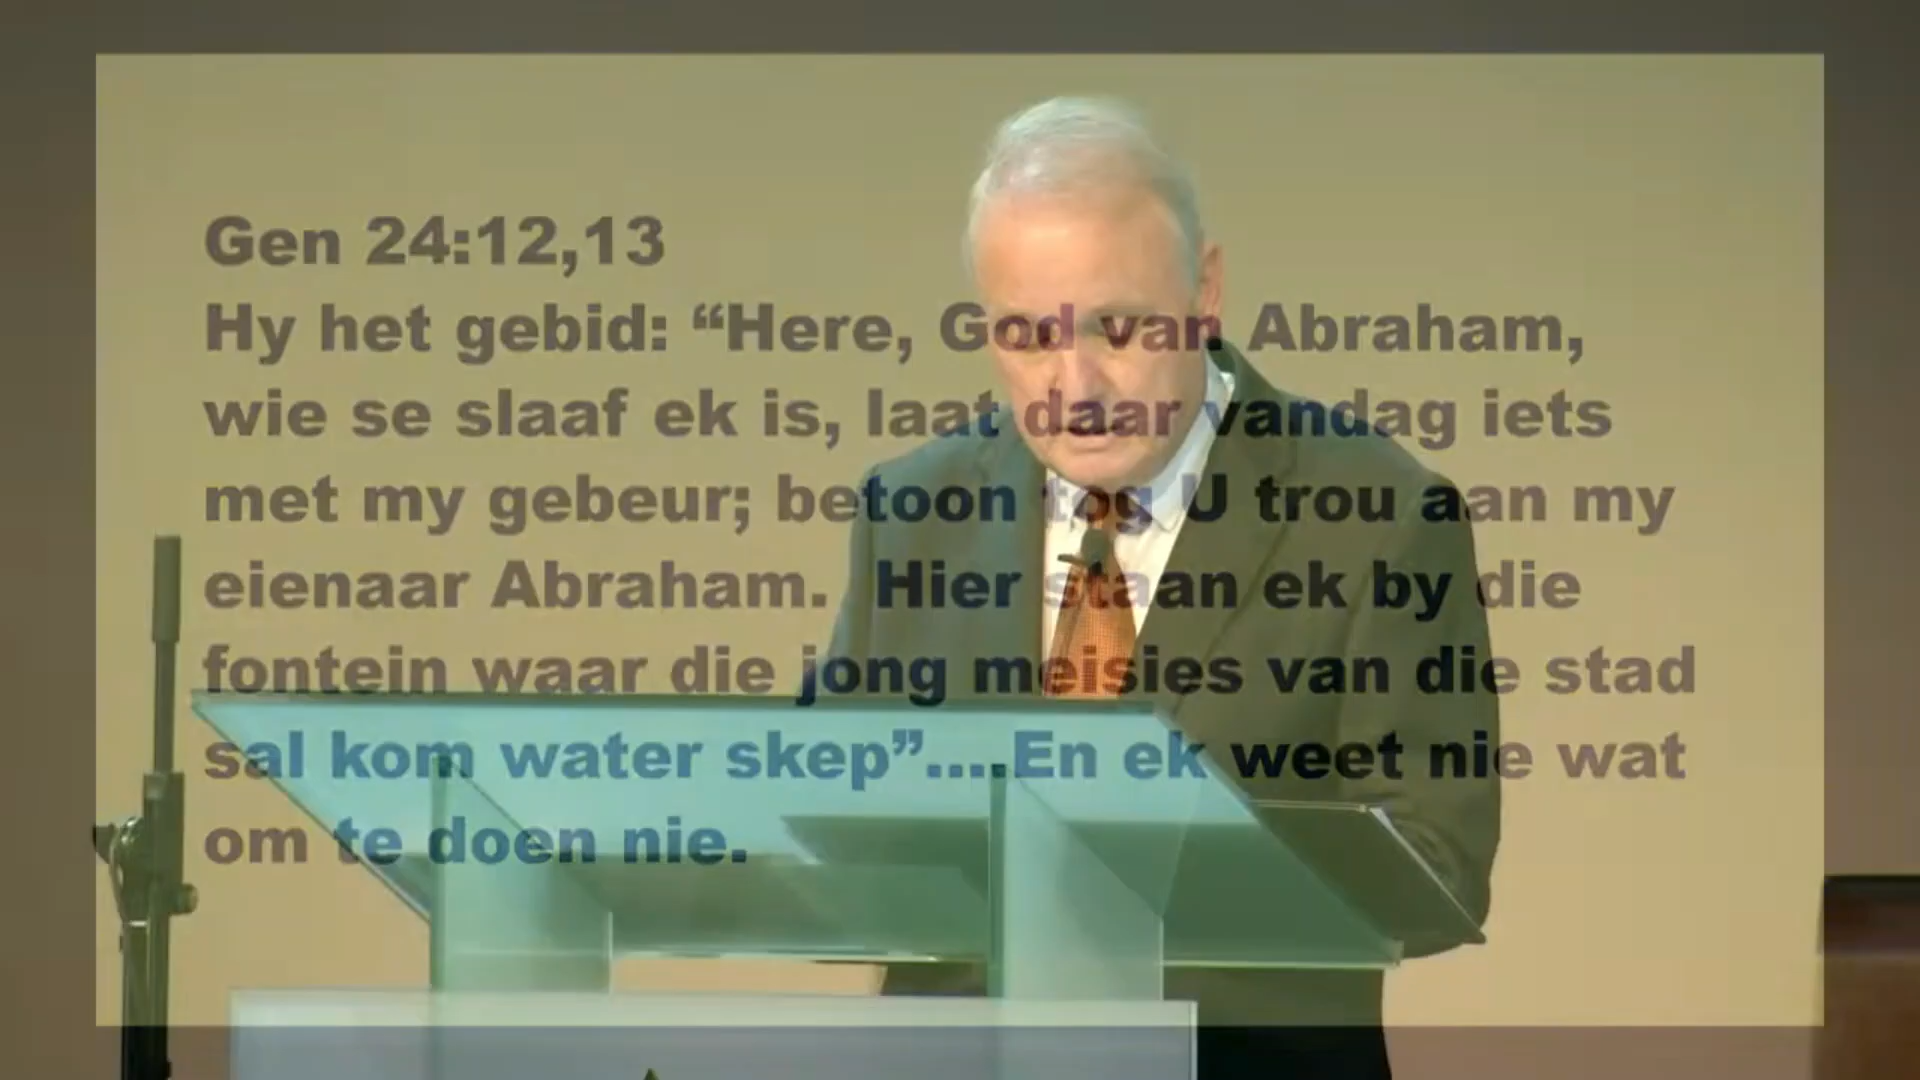 Gen 24:12,13
Hy het gebid: “Here, God van Abraham,
wie se slaaf ek is, laat daar vandag iets
met my gebeur; betoon tog U trou aan my
eienaar Abraham.  Hier staan ek by die
fontein waar die jong meisies van die stad
sal kom water skep”....En ek weet nie wat
om te doen nie.